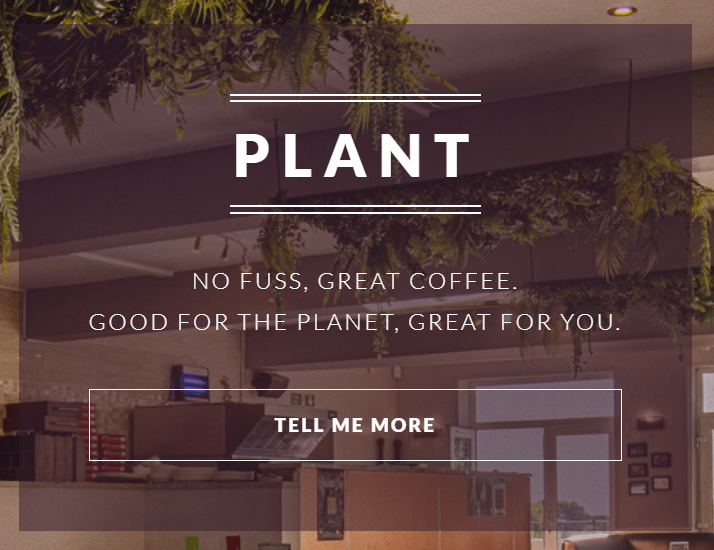 PLANT
NO FUSS, GREAT COFFEE.
GOOD FOR THE PLANET, GREAT FOR YOU.
TELL ME MORE